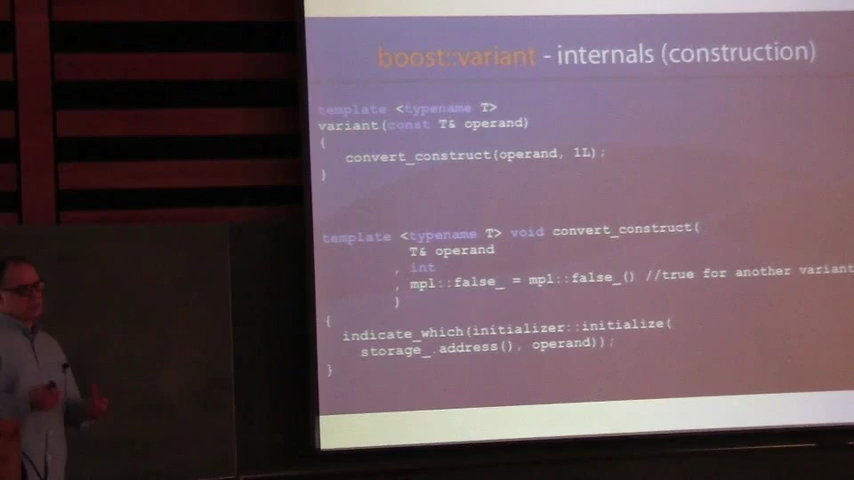 boost::variant - internals (construction)
template <typename T>
variant(const T& operand)
{
convert_construct(operand, 1L);
}
template <typename T> void convert_construct(
T& operand
, int
, mpl::false_ = mpl::false_() //true for another variant
)
{
indicate_which(initializer::initialize(
storage_.address(), operand));
}